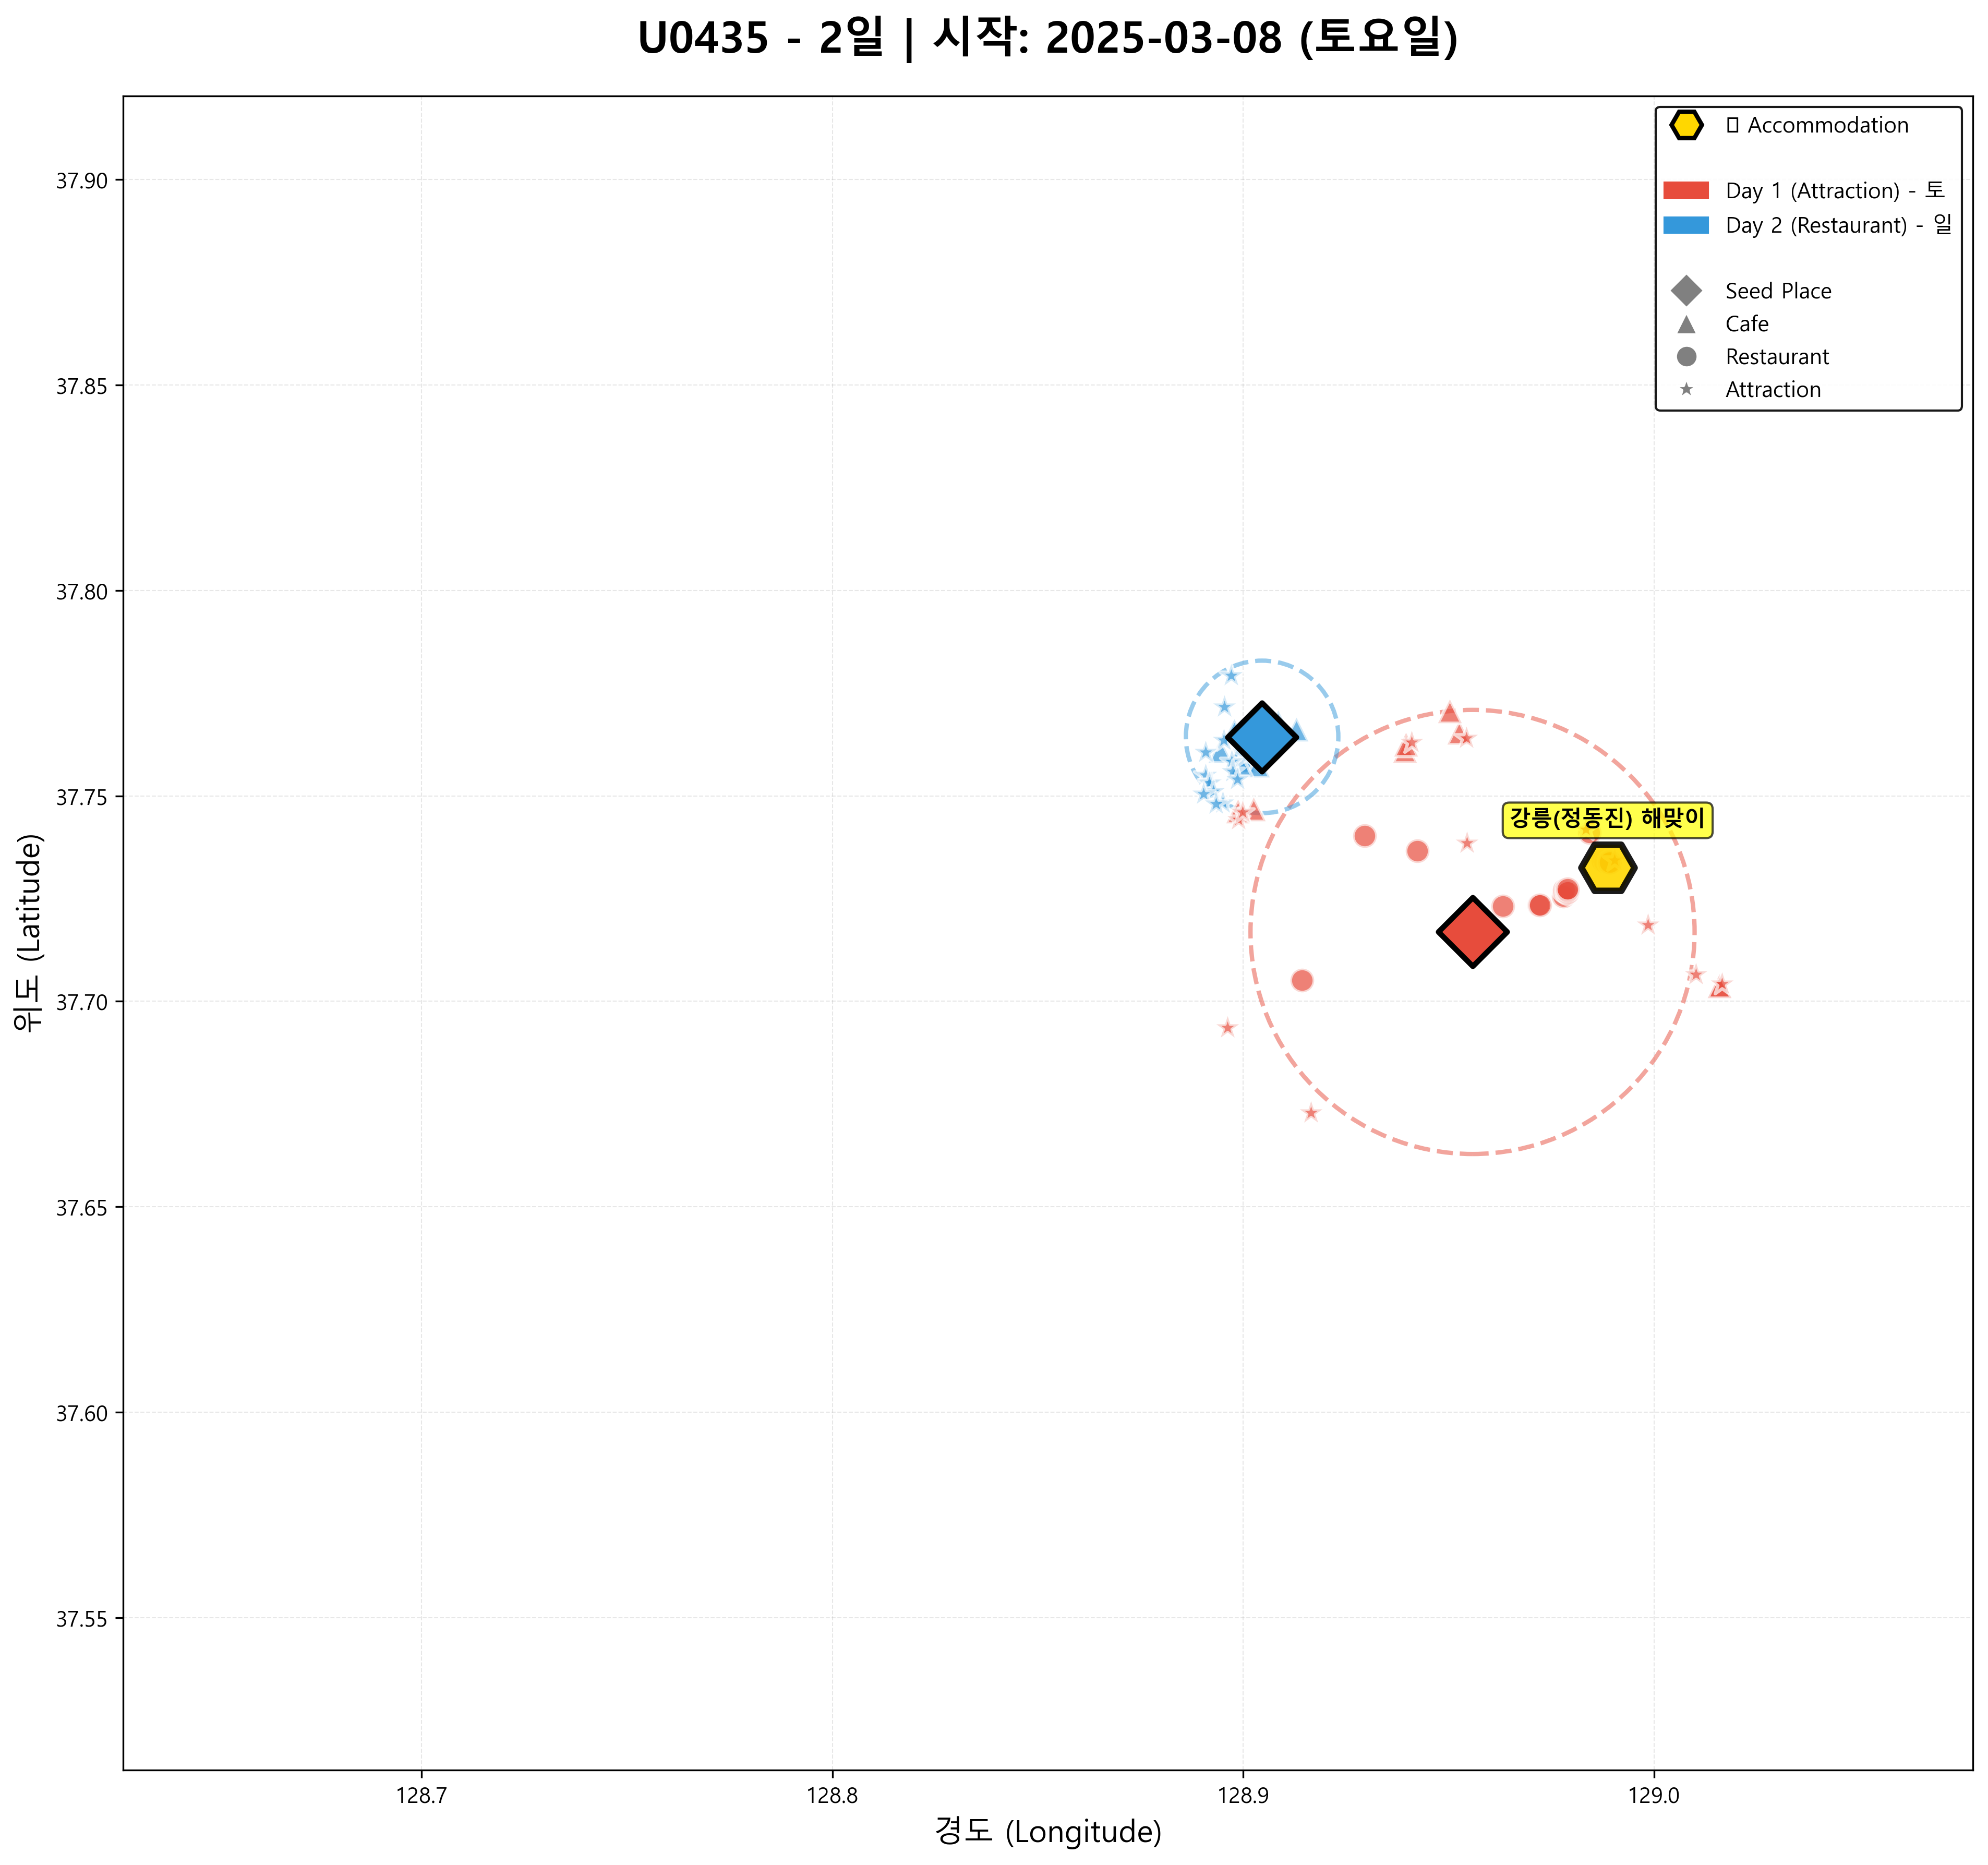 U0435 - 2일 | 시작: 2025-03-08 (토요일)
▯ Accommodation
Day 1 (Attraction) - 토
Day 2 (Restaurant) - 일
Seed Place
Cafe
Restaurant
Attraction
37.90
37.85
37.80
37.75
37.70
37.65
37.60
37.55
위도 (Latitude)
강릉(정동진) 해맞이
128.7
128.8
128.9
129.0
경도 (Longitude)